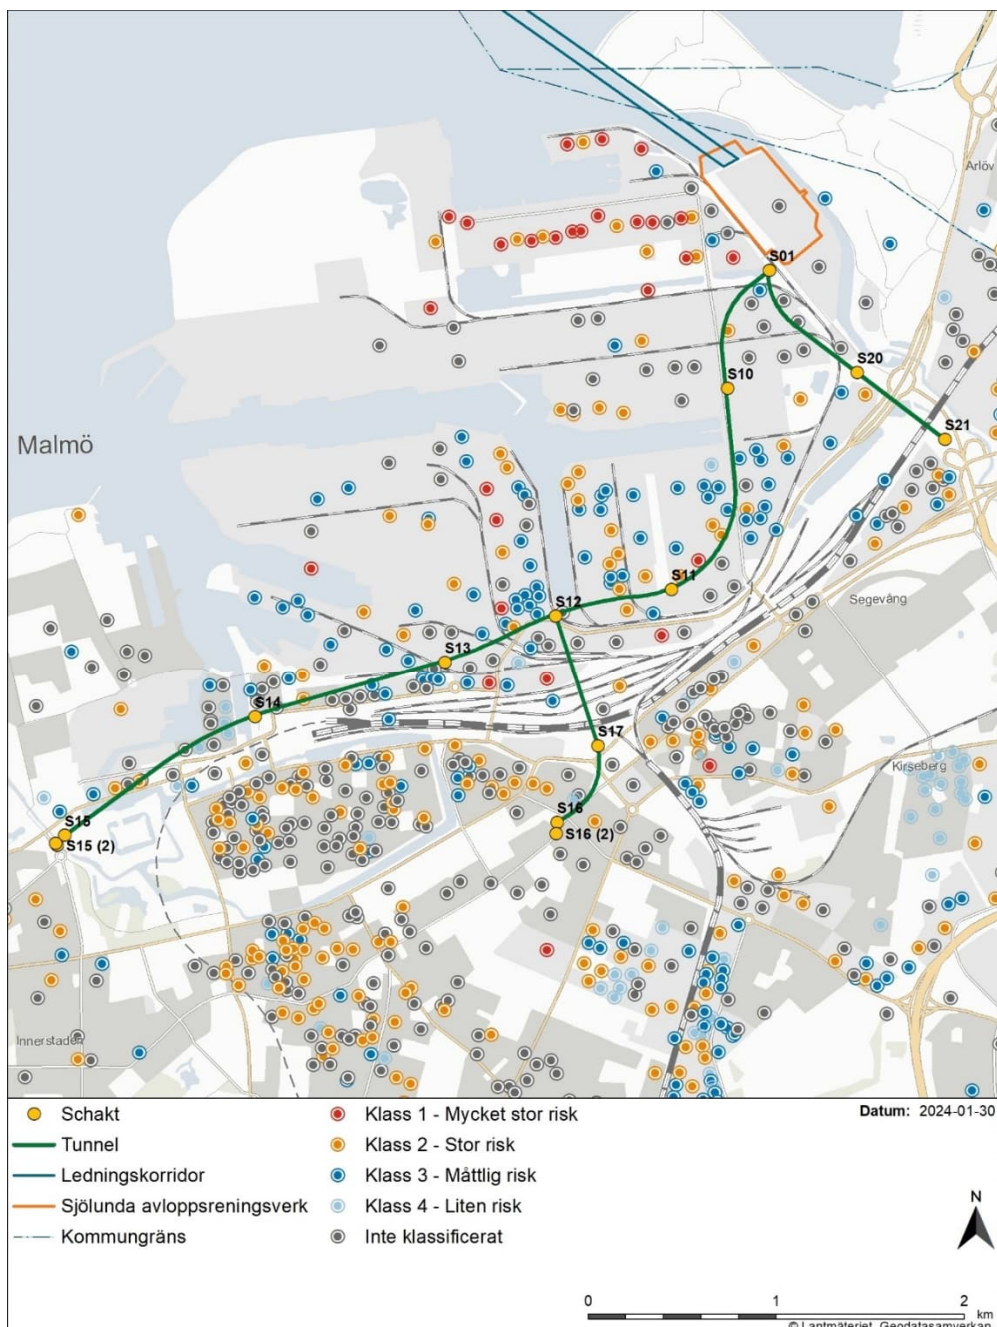 Arlöv
S01
S20
S10
S21
Malmö
S11
Segevång
S12
S13
S14
S17
Kirseberg
S16
S15
S16 (2)
S15 (2)
Innerstaden
Schakt
Tunnel
Ledningskorridor
Sjölunda avloppsreningsverk
Kommungräns
Klass 1 - Mycket stor risk
Klass 2 - Stor risk
Klass 3 - Måttlig risk
Klass 4 - Liten risk
Inte klassificerat
Datum: 2024-01-30
N
0 1 2
km
© Lantmäteriet, Geodatasamverkan